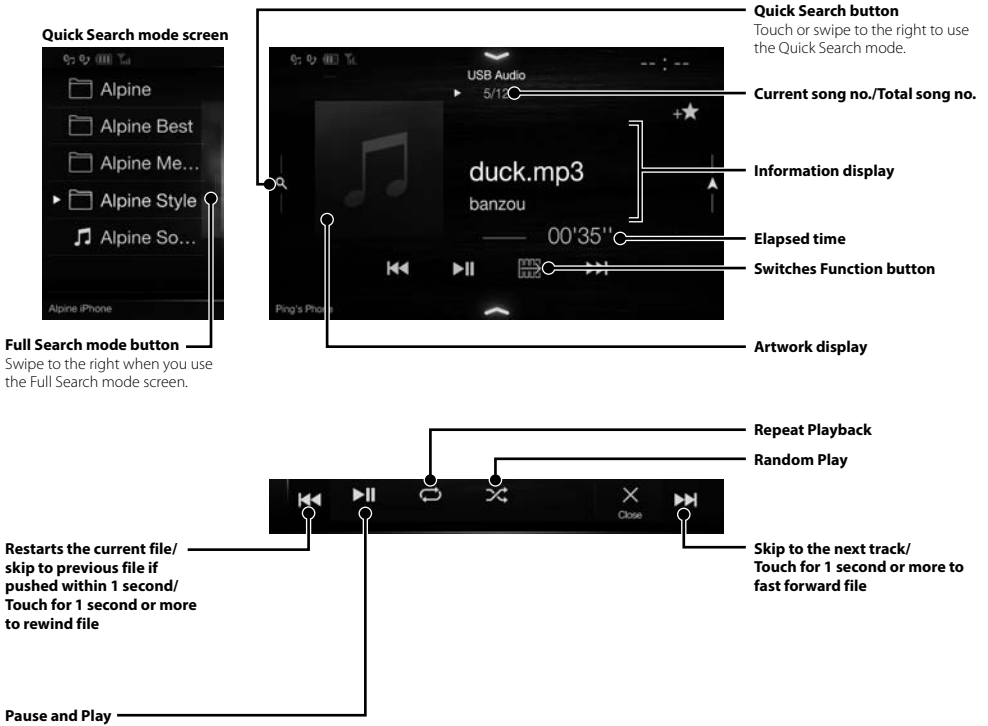 Quick Search mode screen
Alpine
Alpine Best
Alpine Me...
Alpine Style
Alpine So...
Alpine iPhone
Full Search mode button
Swipe to the right when you use
the Full Search mode screen.
USB Audio
5/12
-- : --
duck.mp3
banzou
00'35''
Ping's Phone
Quick Search button
Touch or swipe to the right to use
the Quick Search mode.
Current song no./Total song no.
Information display
Elapsed time
Switches Function button
Artwork display
Repeat Playback
Random Play
Close
Restarts the current file/
skip to previous file if
pushed within 1 second/
Touch for 1 second or more
to rewind file
Skip to the next track/
Touch for 1 second or more to
fast forward file
Pause and Play